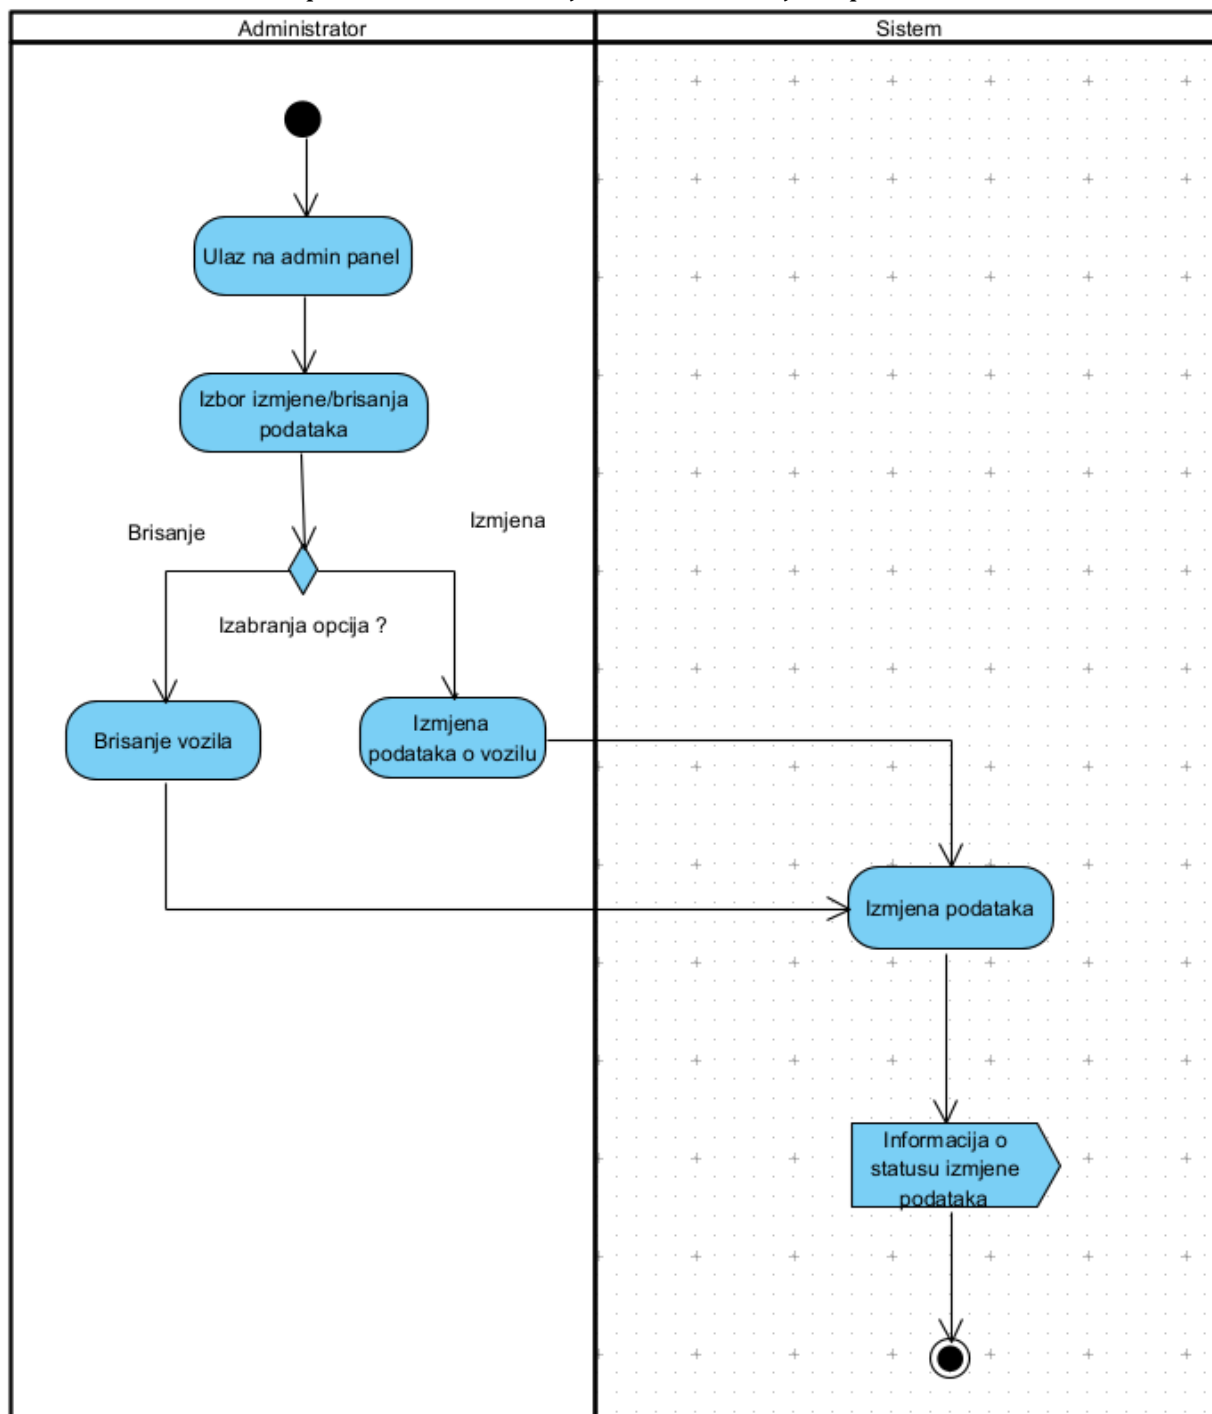 Administrator
Sistem
Ulaz na admin panel
Izbor izmjene/brisanja
podataka
Brisanje
Izmjena
Izabranja opcija ?
Brisanje vozila
Izmjena
podataka o vozilu
Izmjena podataka
Informacija o
statusu izmjene
podataka